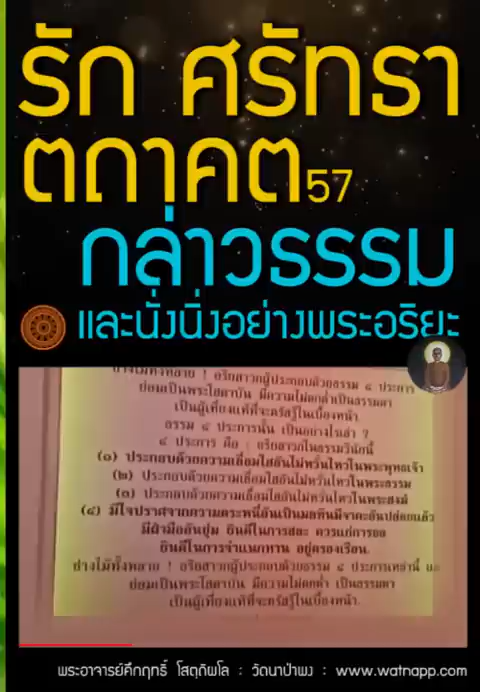 รัก ศรัทธา
ตถาคต57
กล่าวธรรม
และนั่งนิ่งอย่างพระอริยะ
ช่างไม้ทั้งหลาย ! อริยสาวกผู้ประกอบด้วยธรรม ๔ ประการ
ย่อมเป็นพระโสดาบัน มีความไม่ตกต่ำเป็นธรรมดา
เป็นผู้เที่ยงแท้ที่จะตรัสรู้ในเบื้องหน้า.
ธรรม ๔ ประการนั้น เป็นอย่างไรเล่า ?
๔ ประการ คือ : อริยสาวกในธรรมวินัยนี้
(๑) ประกอบด้วยความเลื่อมใสอันไม่หวั่นไหวในพระพุทธเจ้า
(๒) ประกอบด้วยความเลื่อมใสอันไม่หวั่นไหวในพระธรรม
(๓) ประกอบด้วยความเลื่อมใสอันไม่หวั่นไหวในพระสงฆ์
(๔) มีใจปราศจากความตระหนี่อันเป็นมลทินมีจาคะอันปล่อยแล้ว
มีฝ่ามืออันชุ่ม ยินดีในการสละ ควรแก่การขอ
ยินดีในการจำแนกทาน อยู่ครองเรือน.
ช่างไม้ทั้งหลาย ! อริยสาวกผู้ประกอบด้วยธรรม ๔ ประการเหล่านี้ แล
ย่อมเป็นพระโสดาบัน มีความไม่ตกต่ำ เป็นธรรมดา
เป็นผู้เที่ยงแท้ที่จะตรัสรู้ในเบื้องหน้า.
พระอาจารย์คึกฤทธิ์ โสตฺถิผโล : วัดนาป่าพง : www.watnapp.com